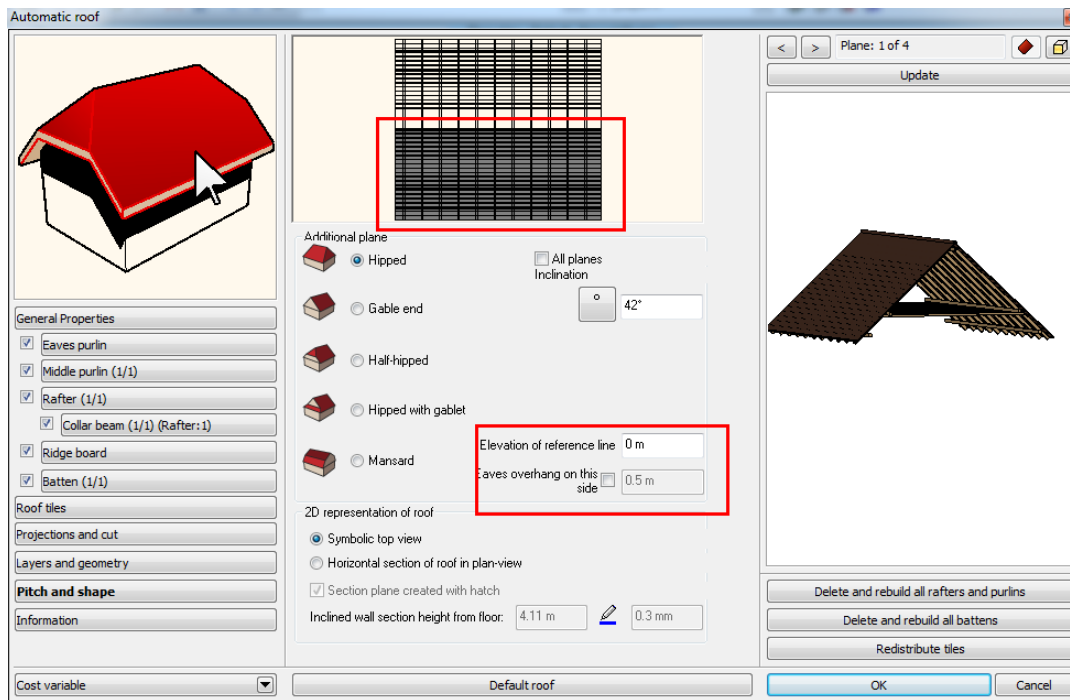 Automatic roof
General Properties
Eaves purlin
Middle purlin (1/1)
Rafter (1/1)
Collar beam (1/1) (Rafter:1)
Ridge board
Batten (1/1)
Roof tiles
Projections and cut
Layers and geometry
Pitch and shape
Information
Cost variable
Additional plane
Hipped
All planes
Inclination
°
42°
Gable end
Half-hipped
Hipped with gablet
Mansard
Elevation of reference line
0 m
Eaves overhang on this
side
0.5 m
2D representation of roof
Symbolic top view
Horizontal section of roof in plan-view
Section plane created with hatch
Inclined wall section height from floor:
4.11 m
0.3 mm
Default roof
<
>
Plane: 1 of 4
Update
Delete and rebuild all rafters and purlins
Delete and rebuild all battens
Redistribute tiles
OK
Cancel